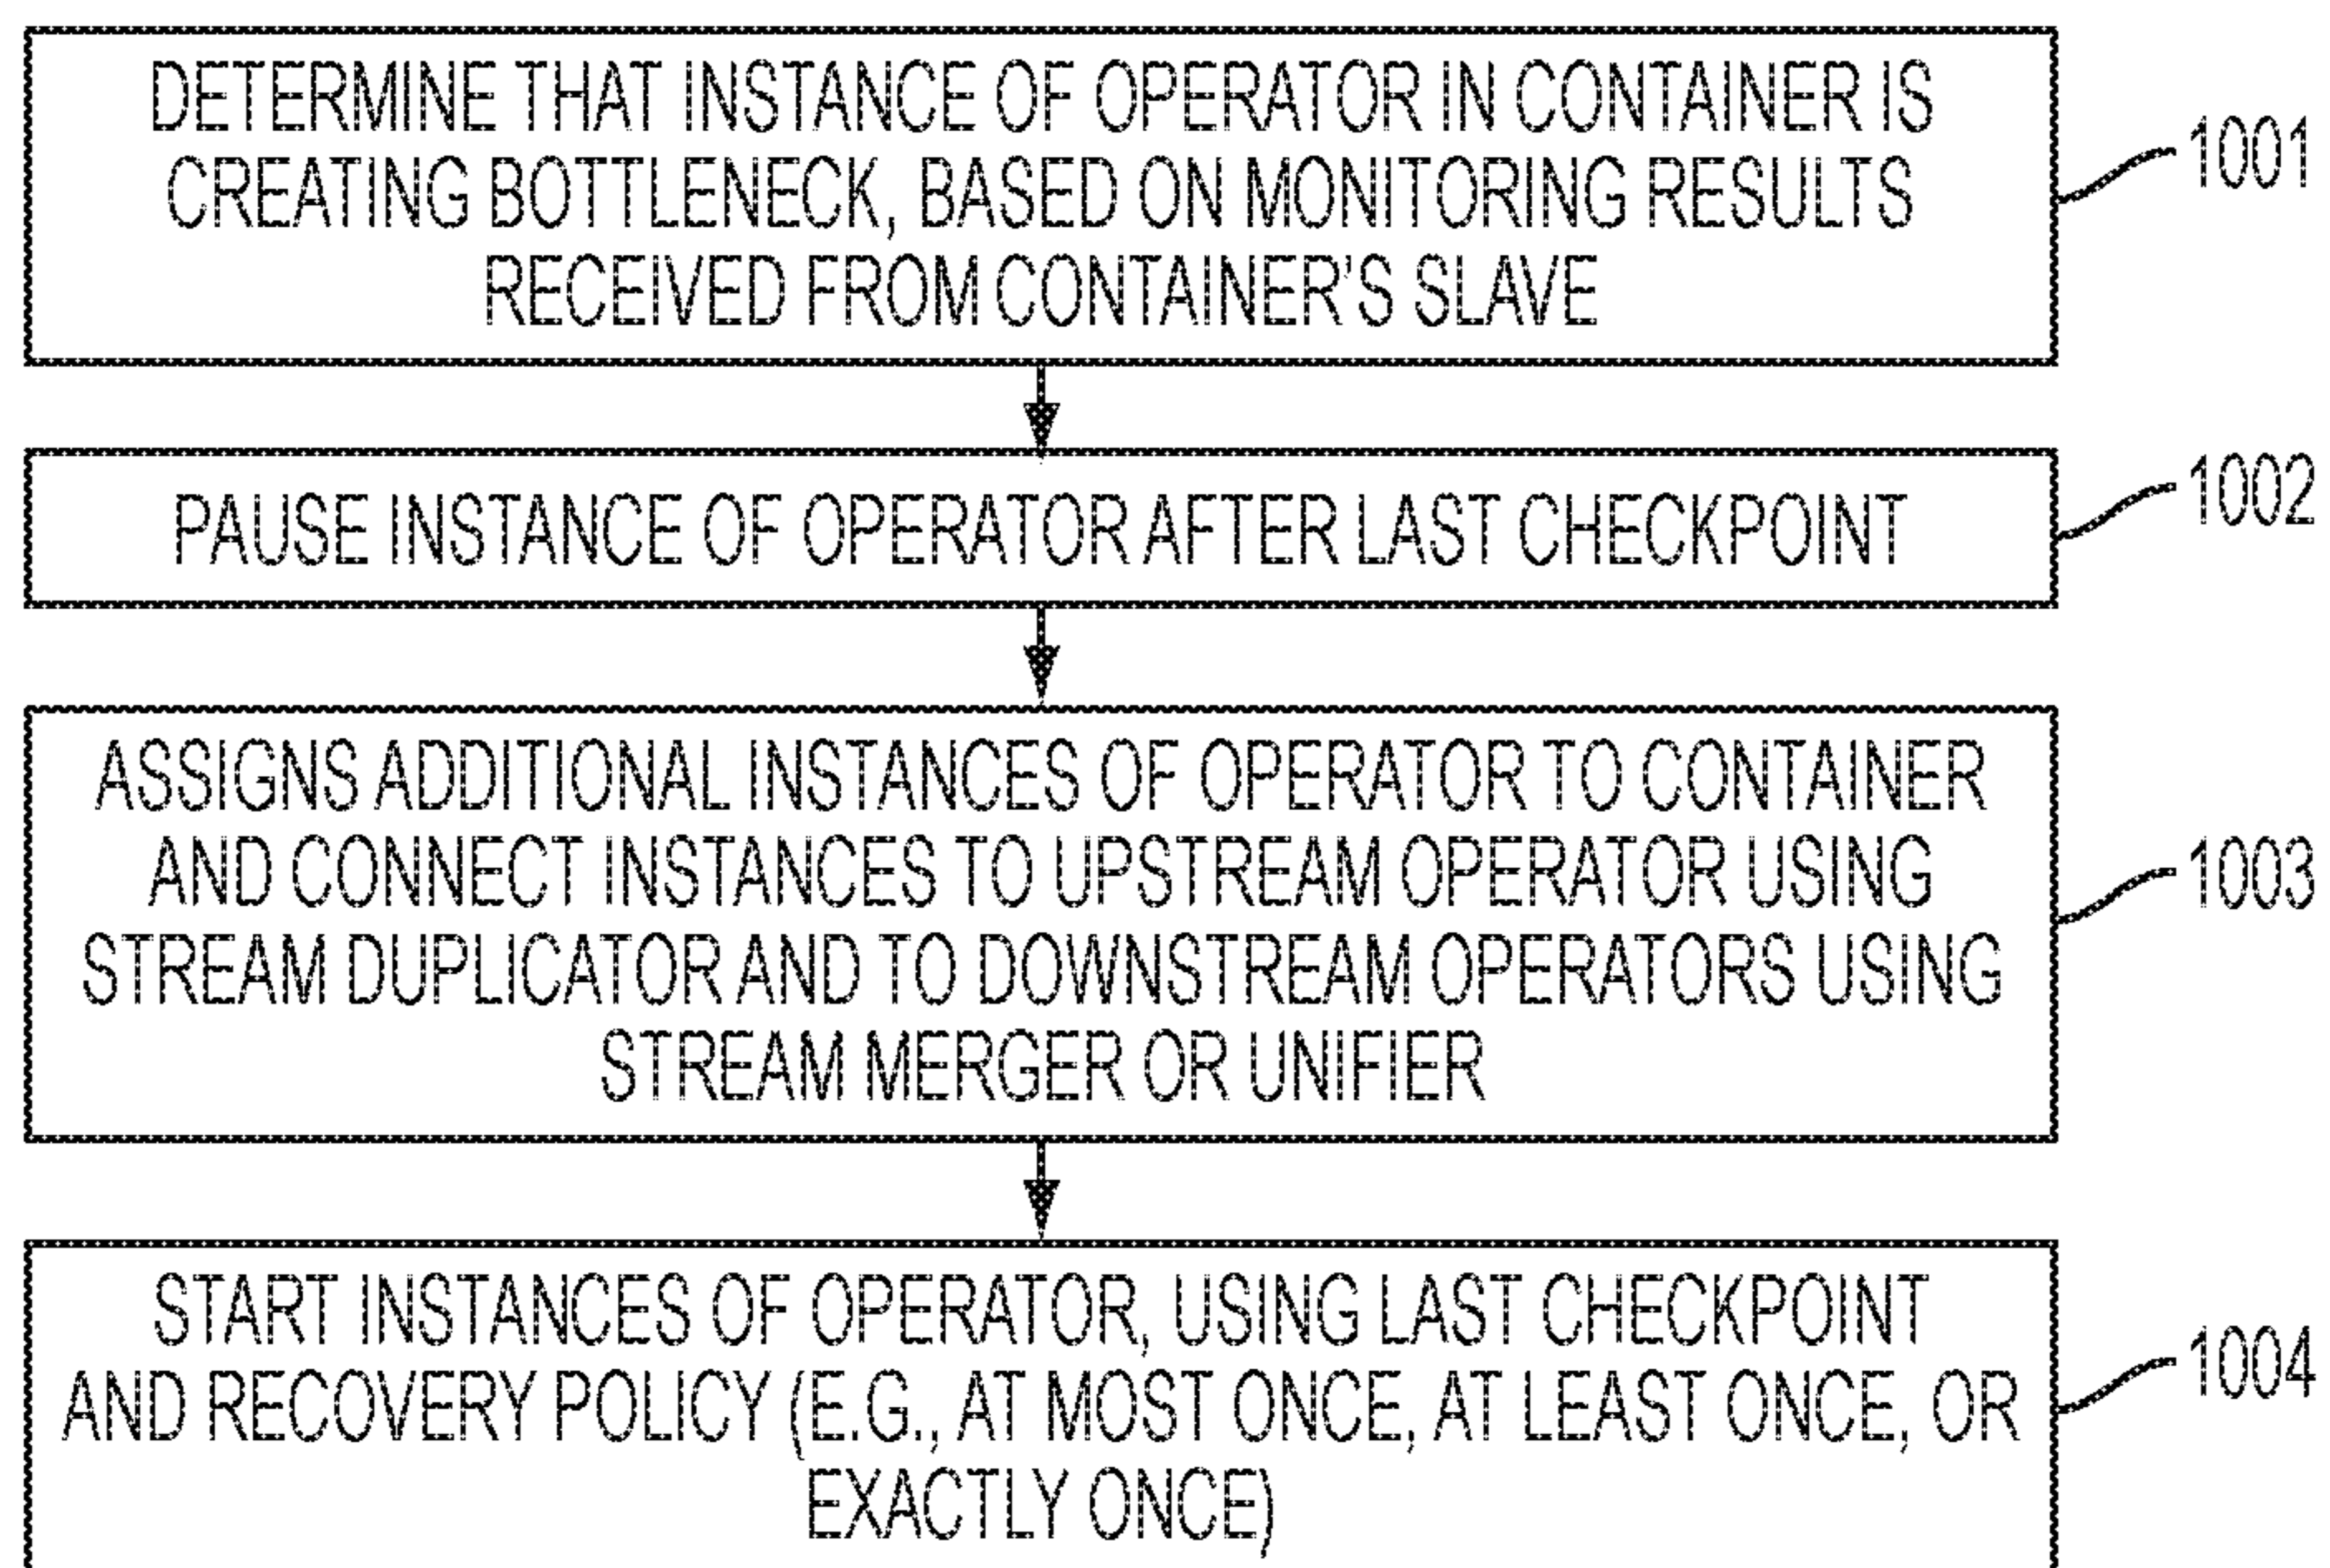 DETERMINE THAT INSTANCE OF OPERATOR IN CONTAINER IS
CREATING BOTTLENECK, BASED ON MONITORING RESULTS
RECEIVED FROM CONTAINER'S SLAVE
1001
PAUSE INSTANCE OF OPERATOR AFTER LAST CHECKPOINT
1002
ASSIGNS ADDITIONAL INSTANCES OF OPERATOR TO CONTAINER
AND CONNECT INSTANCES TO UPSTREAM OPERATOR USING
STREAM DUPLICATOR AND TO DOWNSTREAM OPERATORS USING
STREAM MERGER OR UNIFIER
1003
START INSTANCES OF OPERATOR, USING LAST CHECKPOINT
AND RECOVERY POLICY (E.G., AT MOST ONCE, AT LEAST ONCE, OR
EXACTLY ONCE)
1004